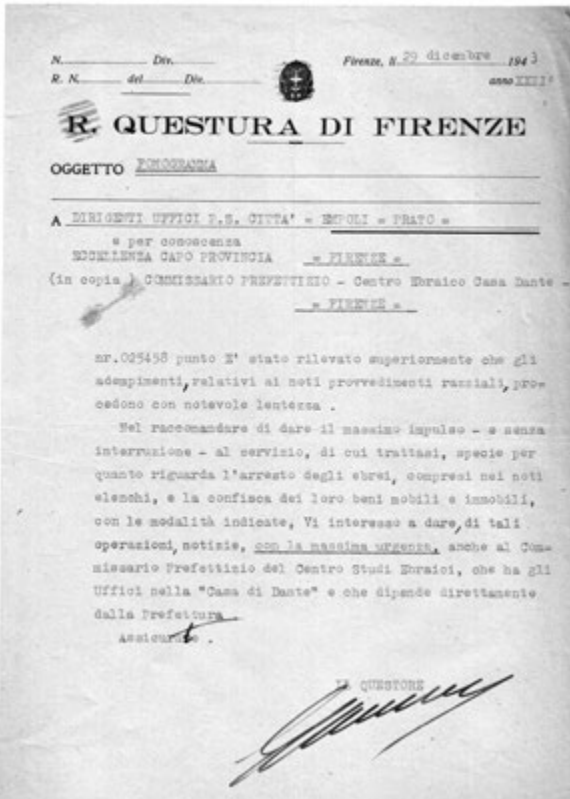 N. Div. Firenze, li 29 dicembre 1943
R. N. del Div. anno XXII°
R. QUESTURA DI FIRENZE
OGGETTO FONOGRAMMA
A DIRIGENTI UFFICI P.S. CITTA' = EMPOLI = PRATO =
e per conoscenza
ECCELLENZA CAPO PROVINCIA = FIRENZE =
(in copia) COMMISSARIO PREFETTIZIO - Centro Ebraico Casa Dante -
= FIRENZE =
nr.025458 punto E' stato rilevato superiormente che gli
adempimenti, relativi ai noti provvedimenti razziali, pro=
cedono con notevole lentezza .
Nel raccomandare di dare il massimo impulso - e senza
interruzione - al servizio, di cui trattasi, specie per
quanto riguarda l'arresto degli ebrei, compresi nei noti
elenchi, e la confisca dei loro beni mobili e immobili,
con le modalità indicate, Vi interesso a dare, di tali
operazioni, notizie, con la massima urgenza, anche al Com=
missario Prefettizio del Centro Studi Ebraici, che ha gli
Uffici nella "Casa di Dante" e che dipende direttamente
dalla Prefettura
Assicurate .
IL QUESTORE